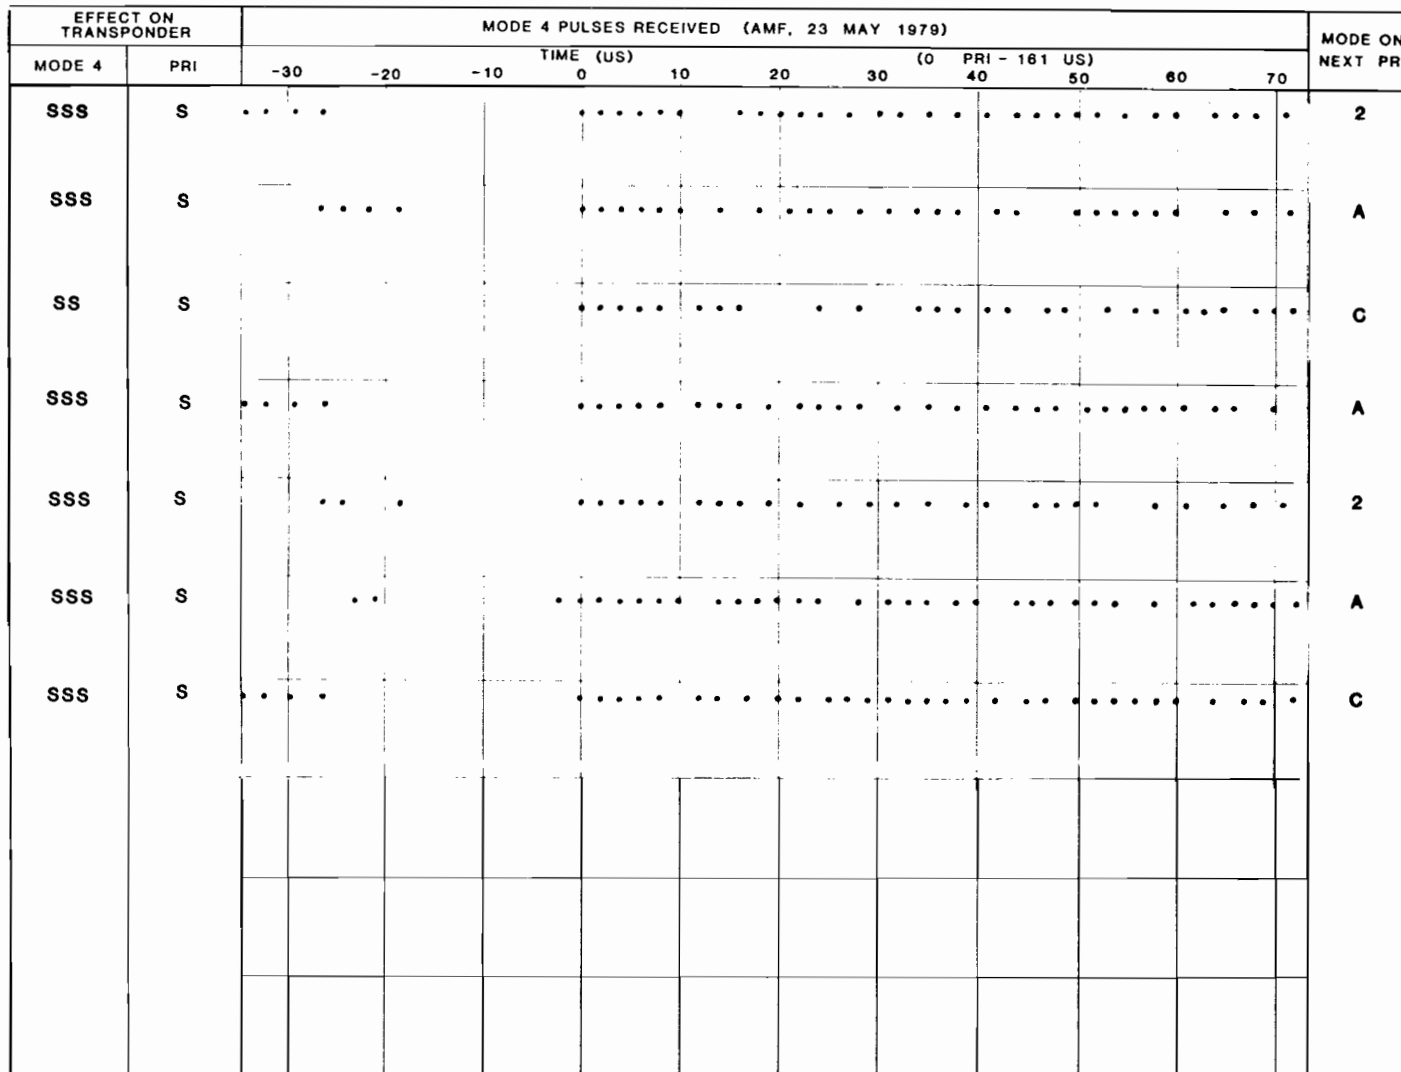 EFFECT ON TRANSPONDER
MODE 4 PULSES RECEIVED (AMF, 23 MAY 1979)
MODE ON NEXT PR
MODE 4 PRI
TIME (US) (0 PRI - 161 US)
-30 -20 -10 0 10 20 30 40 50 60 70
SSS S 2
SSS S A
SS S C
SSS S A
SSS S 2
SSS S A
SSS S C